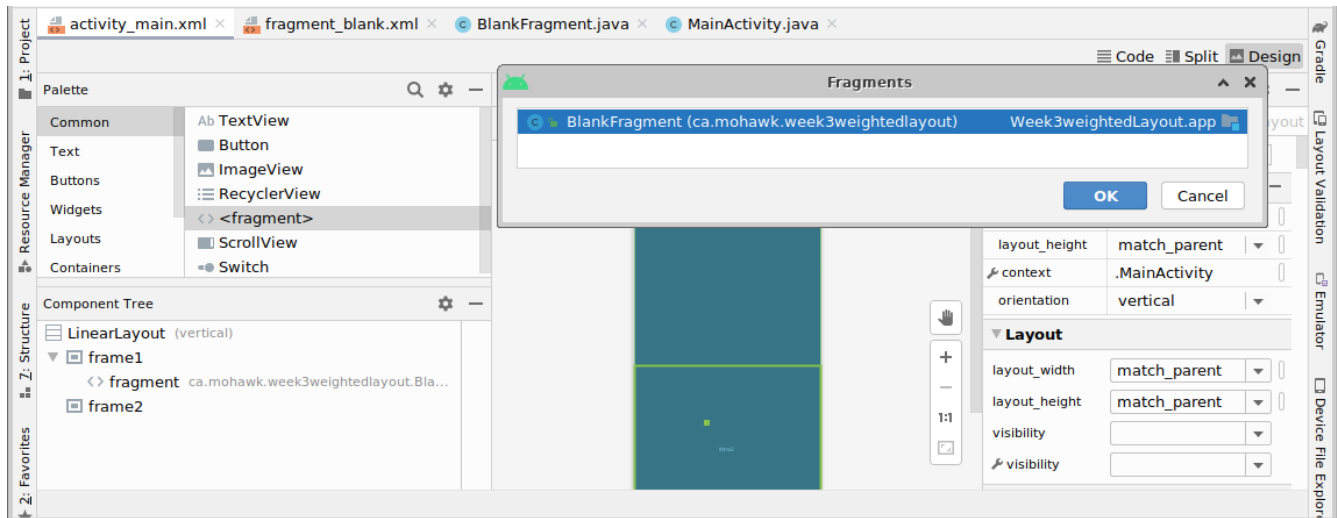 activity_main.xml
fragment_blank.xml
BlankFragment.java
MainActivity.java
Code
Split
Design
Palette
Common
Text
Buttons
Widgets
Layouts
Containers
Ab TextView
Button
ImageView
RecyclerView
<fragment>
ScrollView
Switch
Fragments
BlankFragment (ca.mohawk.week3weightedlayout) Week3weightedLayout.app
OK
Cancel
Component Tree
LinearLayout (vertical)
frame1
fragment ca.mohawk.week3weightedlayout.Bla...
frame2
1:1
layout_height match_parent
context .MainActivity
orientation vertical
Layout
layout_width match_parent
layout_height match_parent
visibility
visibility
1: Project
Resource Manager
7: Structure
2: Favorites
Gradle
Layout Validation
Emulator
Device File Explor